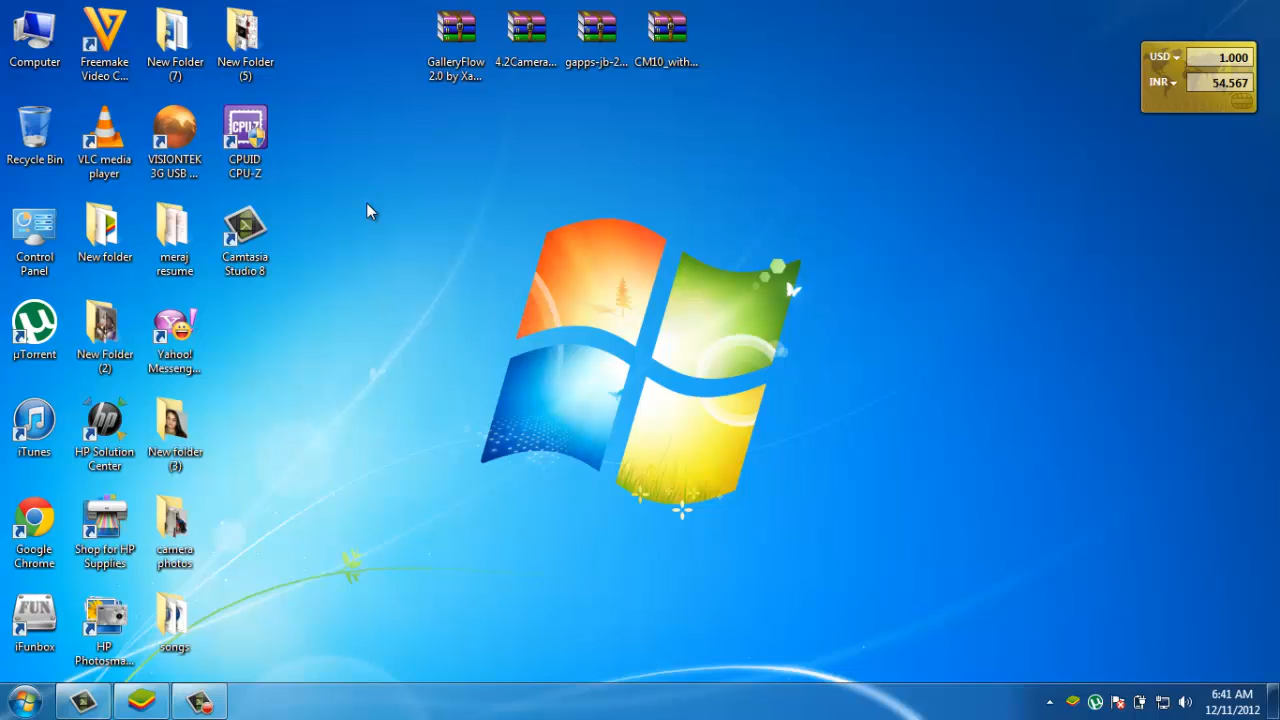 Computer
Freemake
Video C...
New Folder
(7)
New Folder
(5)
GalleryFlow
2.0 by Xa...
4.2Camera...
gapps-jb-2...
CM10_with...
USD
1.000
INR
54.567
Recycle Bin
VLC media
player
VISIONTEK
3G USB ...
CPU-Z
CPUID
CPU-Z
Control
Panel
New folder
meraj
resume
Camtasia
Studio 8
µTorrent
New Folder
(2)
Yahoo!
Messeng...
iTunes
hp
HP Solution
Center
New folder
(3)
Google
Chrome
Shop for HP
Supplies
camera
photos
FUN
iFunbox
HP
Photosma...
songs
6:41 AM
12/11/2012